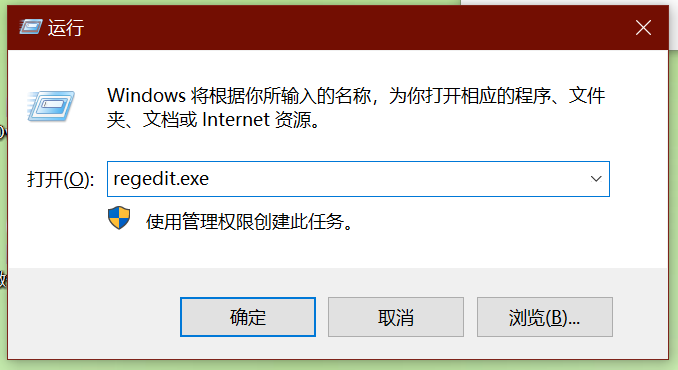 运行
Windows 将根据你所输入的名称，为你打开相应的程序、文件
夹、文档或 Internet 资源。
打开(O): regedit.exe
使用管理权限创建此任务。
确定 取消 浏览(B)...